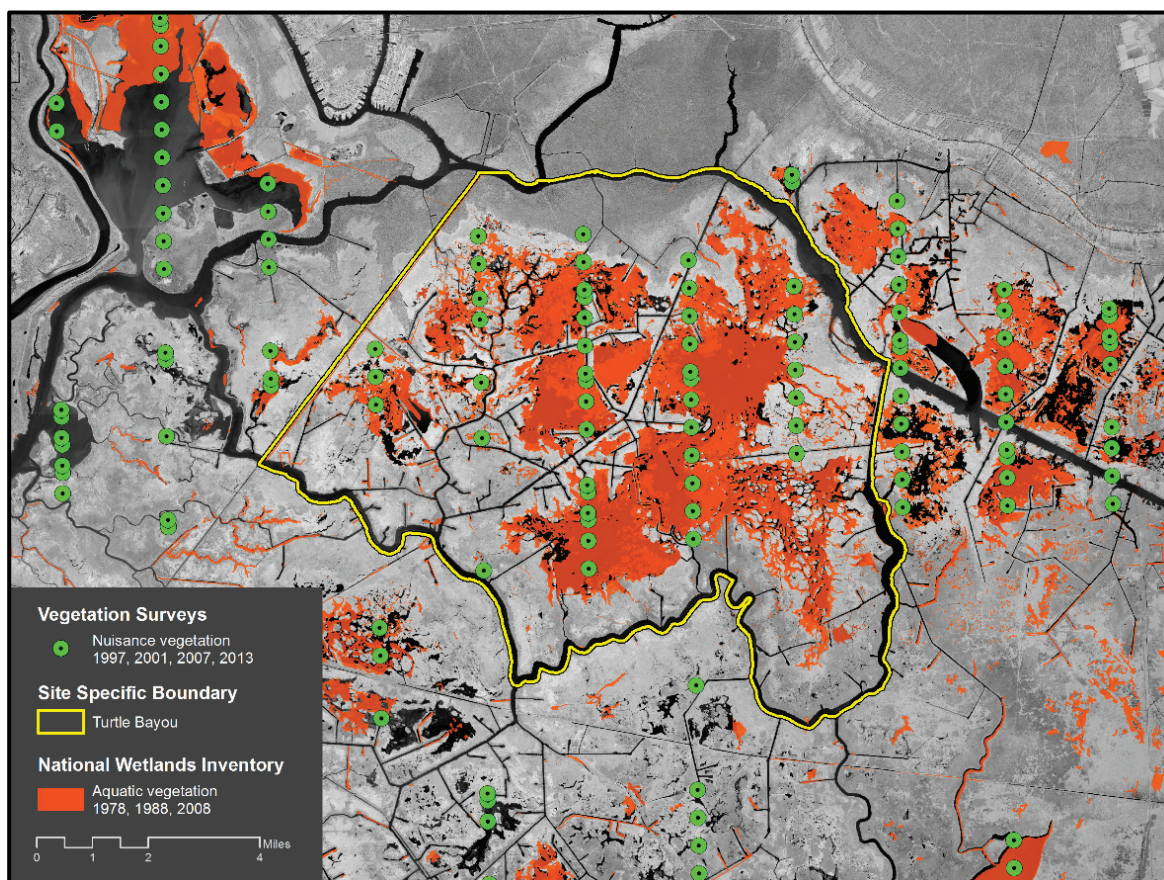 Vegetation Surveys
Nuisance vegetation
1997, 2001, 2007, 2013
Site Specific Boundary
Turtle Bayou
National Wetlands Inventory
Aquatic vegetation
1978, 1988, 2008
Miles
0 1 2 4